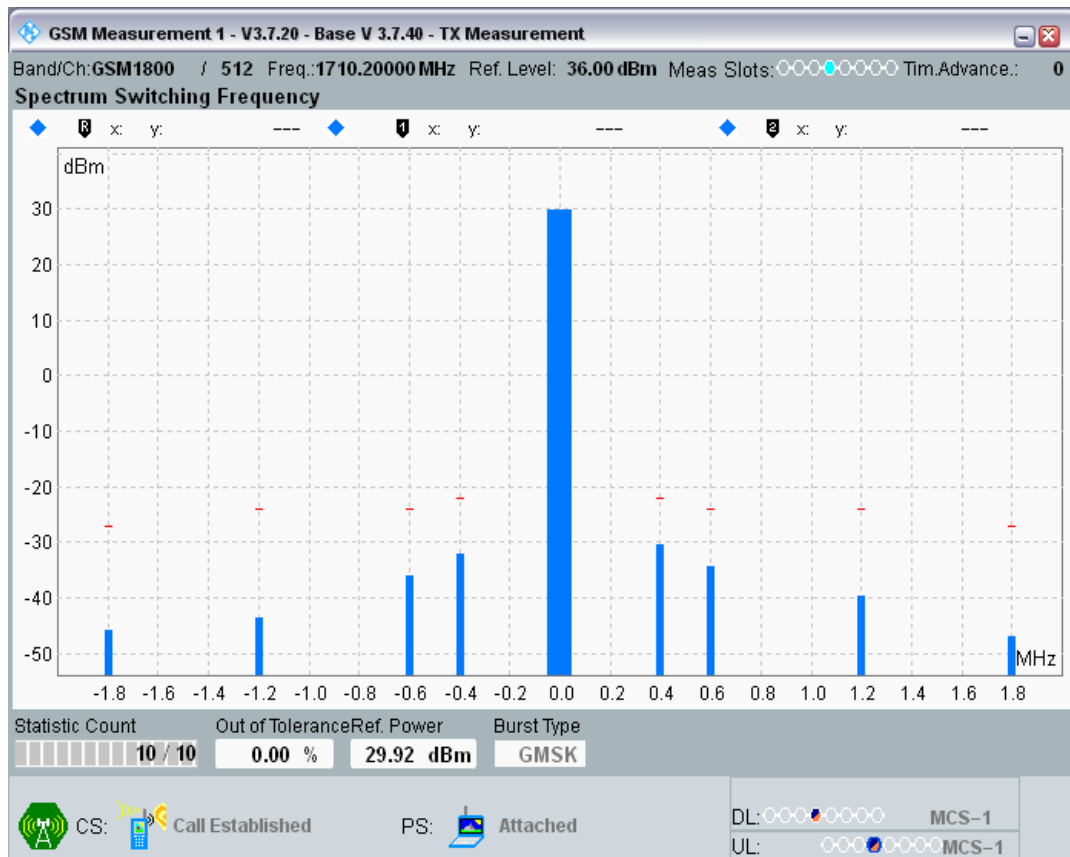 GSM Measurement 1 - V3.7.20 - Base V 3.7.40 - TX Measurement
Band/Ch:GSM1800 / 512 Freq.:1710.20000 MHz Ref. Level: 36.00 dBm Meas Slots: Tim.Advance.: 0
Spectrum Switching Frequency
R x: y: --- 1 x: y: --- 2 x: y: ---
dBm
30
20
10
0
-10
-20
-30
-40
-50
MHz
-1.8 -1.6 -1.4 -1.2 -1.0 -0.8 -0.6 -0.4 -0.2 0.0 0.2 0.4 0.6 0.8 1.0 1.2 1.4 1.6 1.8
Statistic Count Out of Tolerance Ref. Power Burst Type
10 / 10 0.00 % 29.92 dBm GMSK
CS: Call Established PS: Attached
DL: MCS-1
UL: MCS-1